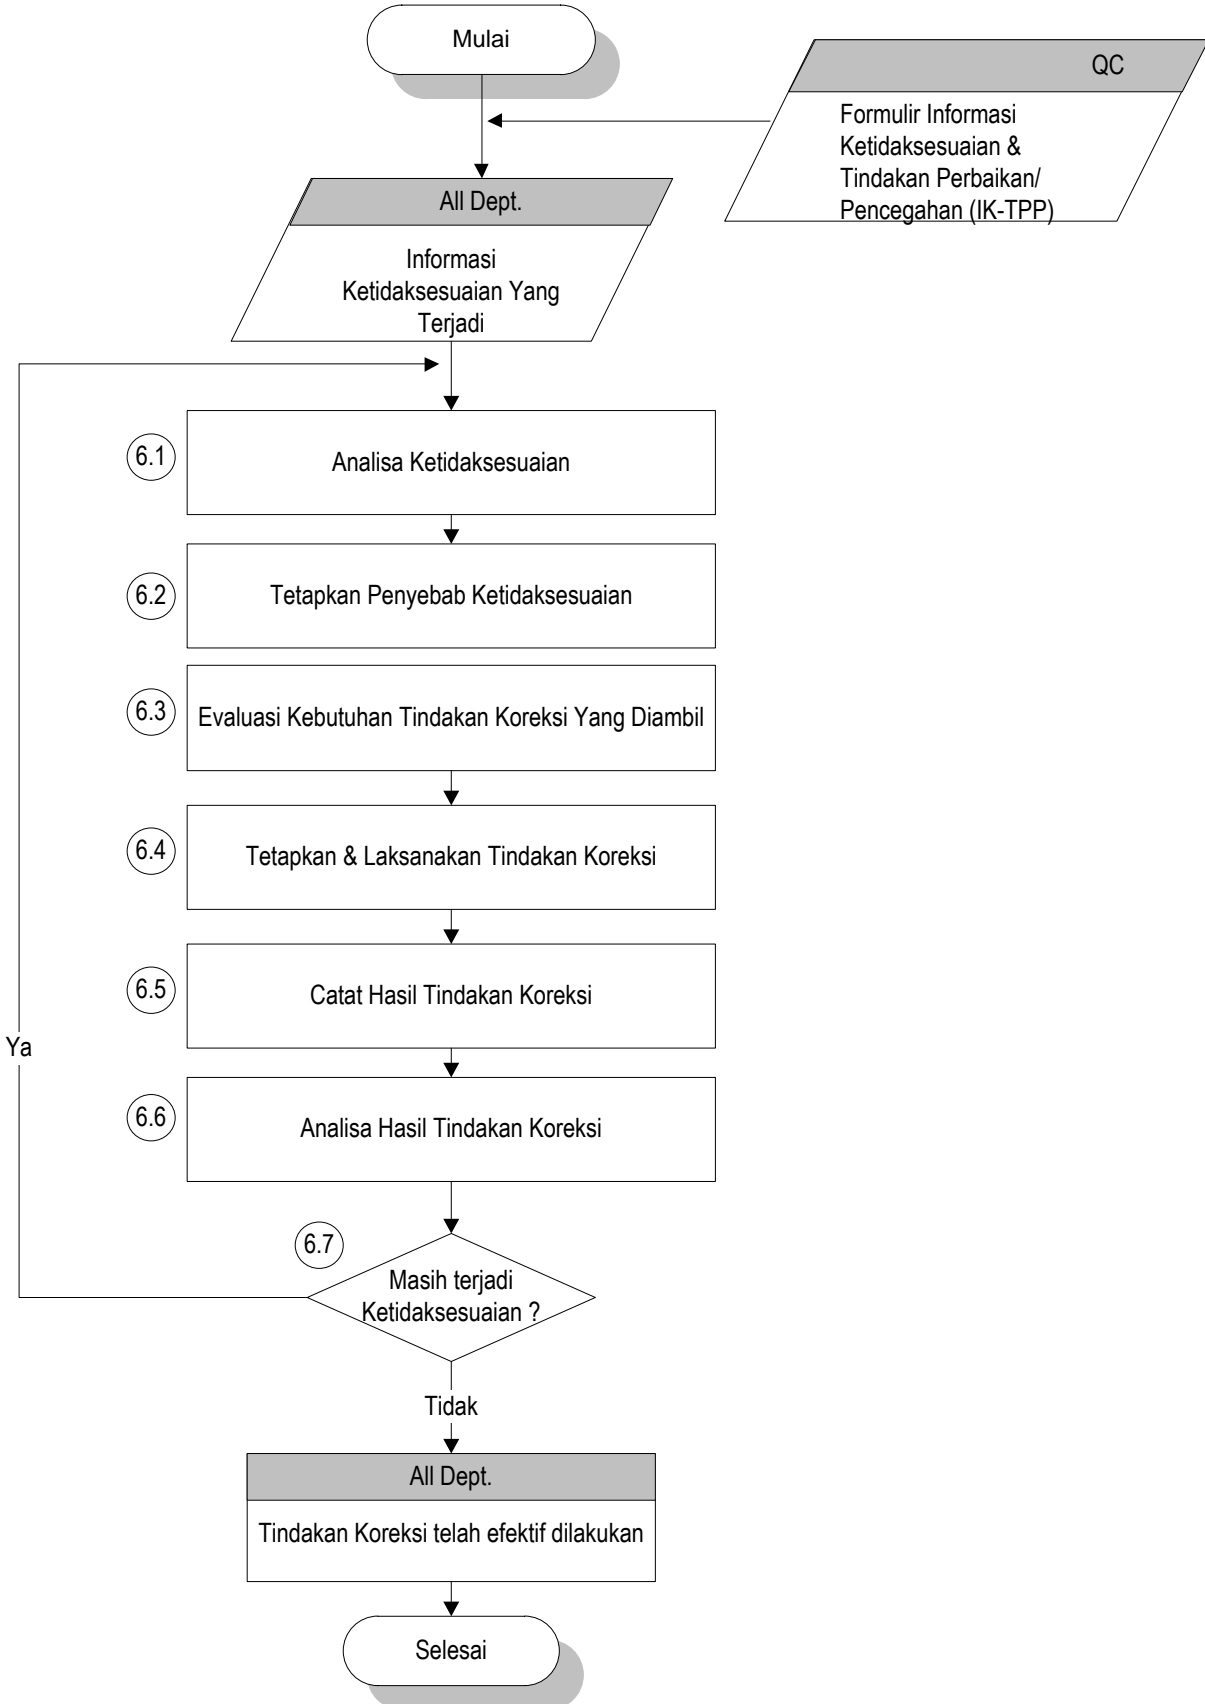 Mulai
QC
Formulir Informasi
Ketidaksesuaian &
Tindakan Perbaikan/
Pencegahan (IK-TPP)
All Dept.
Informasi
Ketidaksesuaian Yang
Terjadi
6.1
Analisa Ketidaksesuaian
6.2
Tetapkan Penyebab Ketidaksesuaian
6.3
Evaluasi Kebutuhan Tindakan Koreksi Yang Diambil
6.4
Tetapkan & Laksanakan Tindakan Koreksi
6.5
Catat Hasil Tindakan Koreksi
Ya
6.6
Analisa Hasil Tindakan Koreksi
6.7
Masih terjadi
Ketidaksesuaian ?
Tidak
All Dept.
Tindakan Koreksi telah efektif dilakukan
Selesai